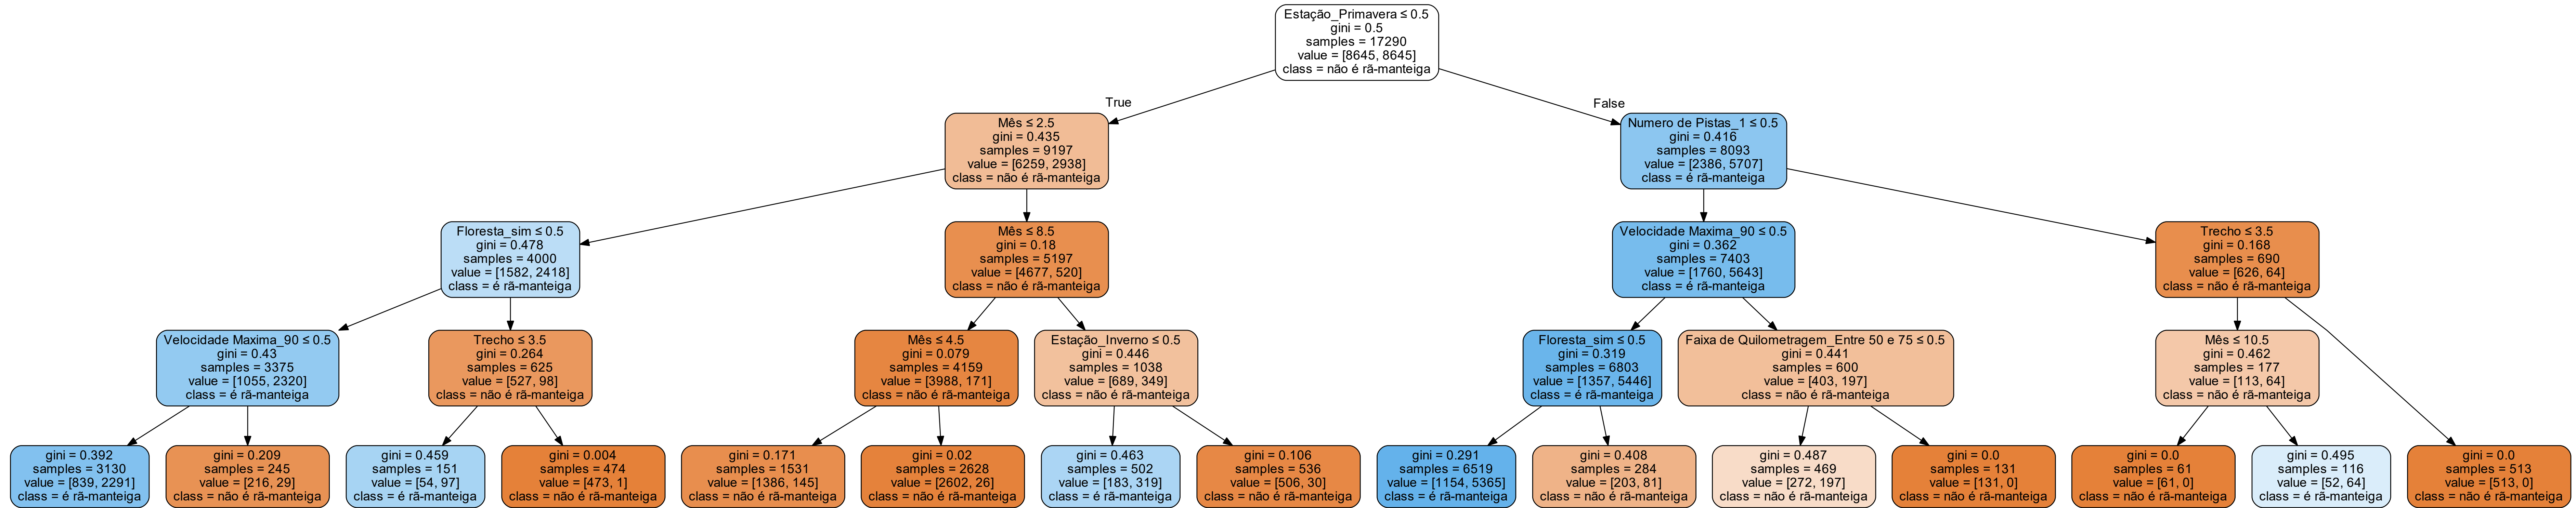 Estação_Primavera ≤ 0.5
gini = 0.5
samples = 17290
value = [8645, 8645]
class = não é rã-manteiga
True
False
Mês ≤ 2.5
gini = 0.435
samples = 9197
value = [6259, 2938]
class = não é rã-manteiga
Numero de Pistas_1 ≤ 0.5
gini = 0.416
samples = 8093
value = [2386, 5707]
class = é rã-manteiga
Floresta_sim ≤ 0.5
gini = 0.478
samples = 4000
value = [1582, 2418]
class = é rã-manteiga
Mês ≤ 8.5
gini = 0.18
samples = 5197
value = [4677, 520]
class = não é rã-manteiga
Velocidade Maxima_90 ≤ 0.5
gini = 0.362
samples = 7403
value = [1760, 5643]
class = é rã-manteiga
Trecho ≤ 3.5
gini = 0.168
samples = 690
value = [626, 64]
class = não é rã-manteiga
Velocidade Maxima_90 ≤ 0.5
gini = 0.43
samples = 3375
value = [1055, 2320]
class = é rã-manteiga
Trecho ≤ 3.5
gini = 0.264
samples = 625
value = [527, 98]
class = não é rã-manteiga
Mês ≤ 4.5
gini = 0.079
samples = 4159
value = [3988, 171]
class = não é rã-manteiga
Estação_Inverno ≤ 0.5
gini = 0.446
samples = 1038
value = [689, 349]
class = não é rã-manteiga
Floresta_sim ≤ 0.5
gini = 0.319
samples = 6803
value = [1357, 5446]
class = é rã-manteiga
Faixa de Quilometragem_Entre 50 e 75 ≤ 0.5
gini = 0.441
samples = 600
value = [403, 197]
class = não é rã-manteiga
Mês ≤ 10.5
gini = 0.462
samples = 177
value = [113, 64]
class = não é rã-manteiga
gini = 0.392
samples = 3130
value = [839, 2291]
class = é rã-manteiga
gini = 0.209
samples = 245
value = [216, 29]
class = não é rã-manteiga
gini = 0.459
samples = 151
value = [54, 97]
class = é rã-manteiga
gini = 0.004
samples = 474
value = [473, 1]
class = não é rã-manteiga
gini = 0.171
samples = 1531
value = [1386, 145]
class = não é rã-manteiga
gini = 0.02
samples = 2628
value = [2602, 26]
class = não é rã-manteiga
gini = 0.463
samples = 502
value = [183, 319]
class = é rã-manteiga
gini = 0.106
samples = 536
value = [506, 30]
class = não é rã-manteiga
gini = 0.291
samples = 6519
value = [1154, 5365]
class = é rã-manteiga
gini = 0.408
samples = 284
value = [203, 81]
class = não é rã-manteiga
gini = 0.487
samples = 469
value = [272, 197]
class = não é rã-manteiga
gini = 0.0
samples = 131
value = [131, 0]
class = não é rã-manteiga
gini = 0.0
samples = 61
value = [61, 0]
class = não é rã-manteiga
gini = 0.495
samples = 116
value = [52, 64]
class = é rã-manteiga
gini = 0.0
samples = 513
value = [513, 0]
class = não é rã-manteiga